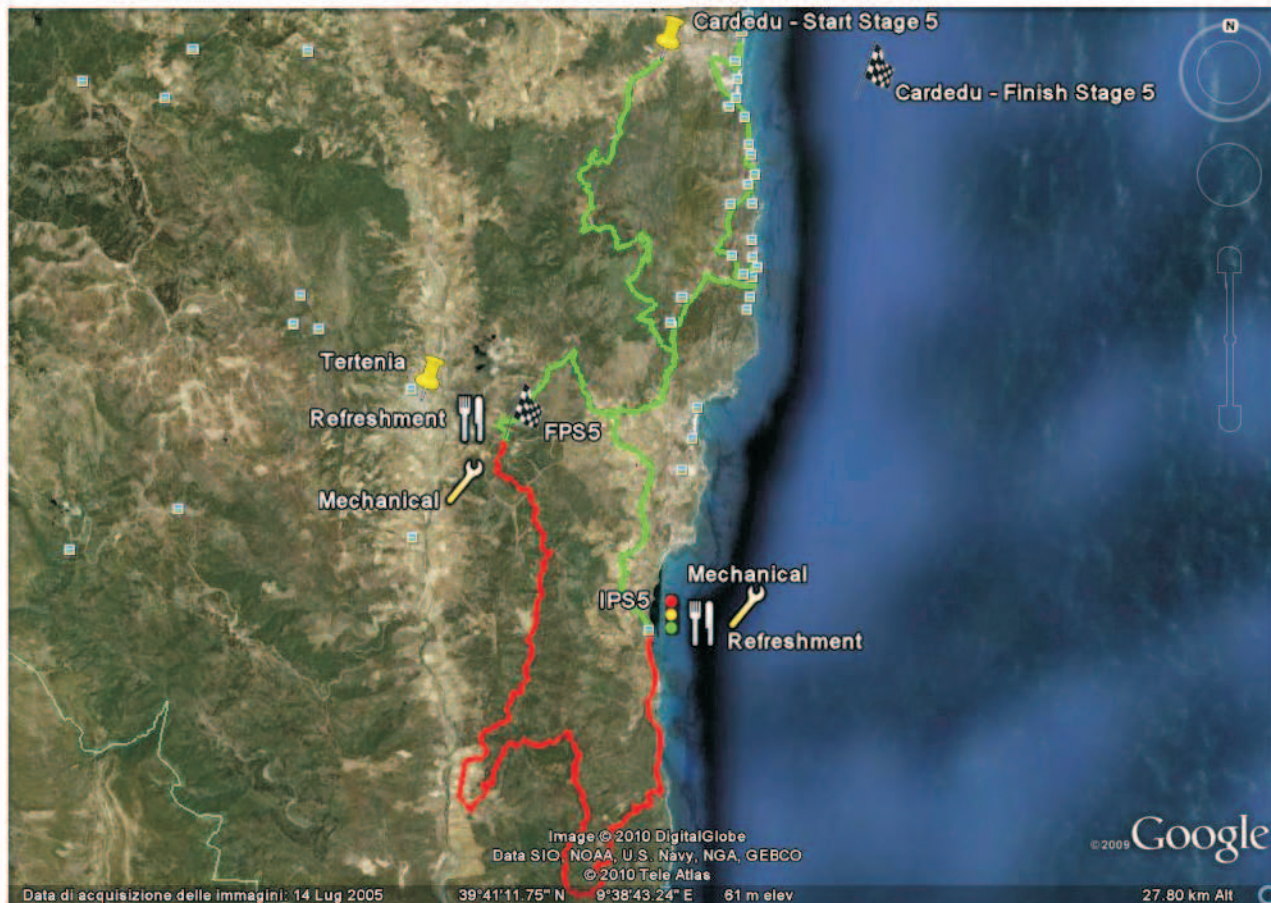 Cardedu - Start Stage 5
N
Cardedu - Finish Stage 5
Tertenia
Refreshment
FPS5
Mechanical
Mechanical
IPS5
Refreshment
Image © 2010 DigitalGlobe
Data SIO, NOAA, U.S. Navy, NGA, GEBCO
© 2010 Tele Atlas
©2009 Google
Data di acquisizione delle immagini: 14 Lug 2005 39°41'11.75" N 9°38'43.24" E 61 m elev 27.80 km Alt